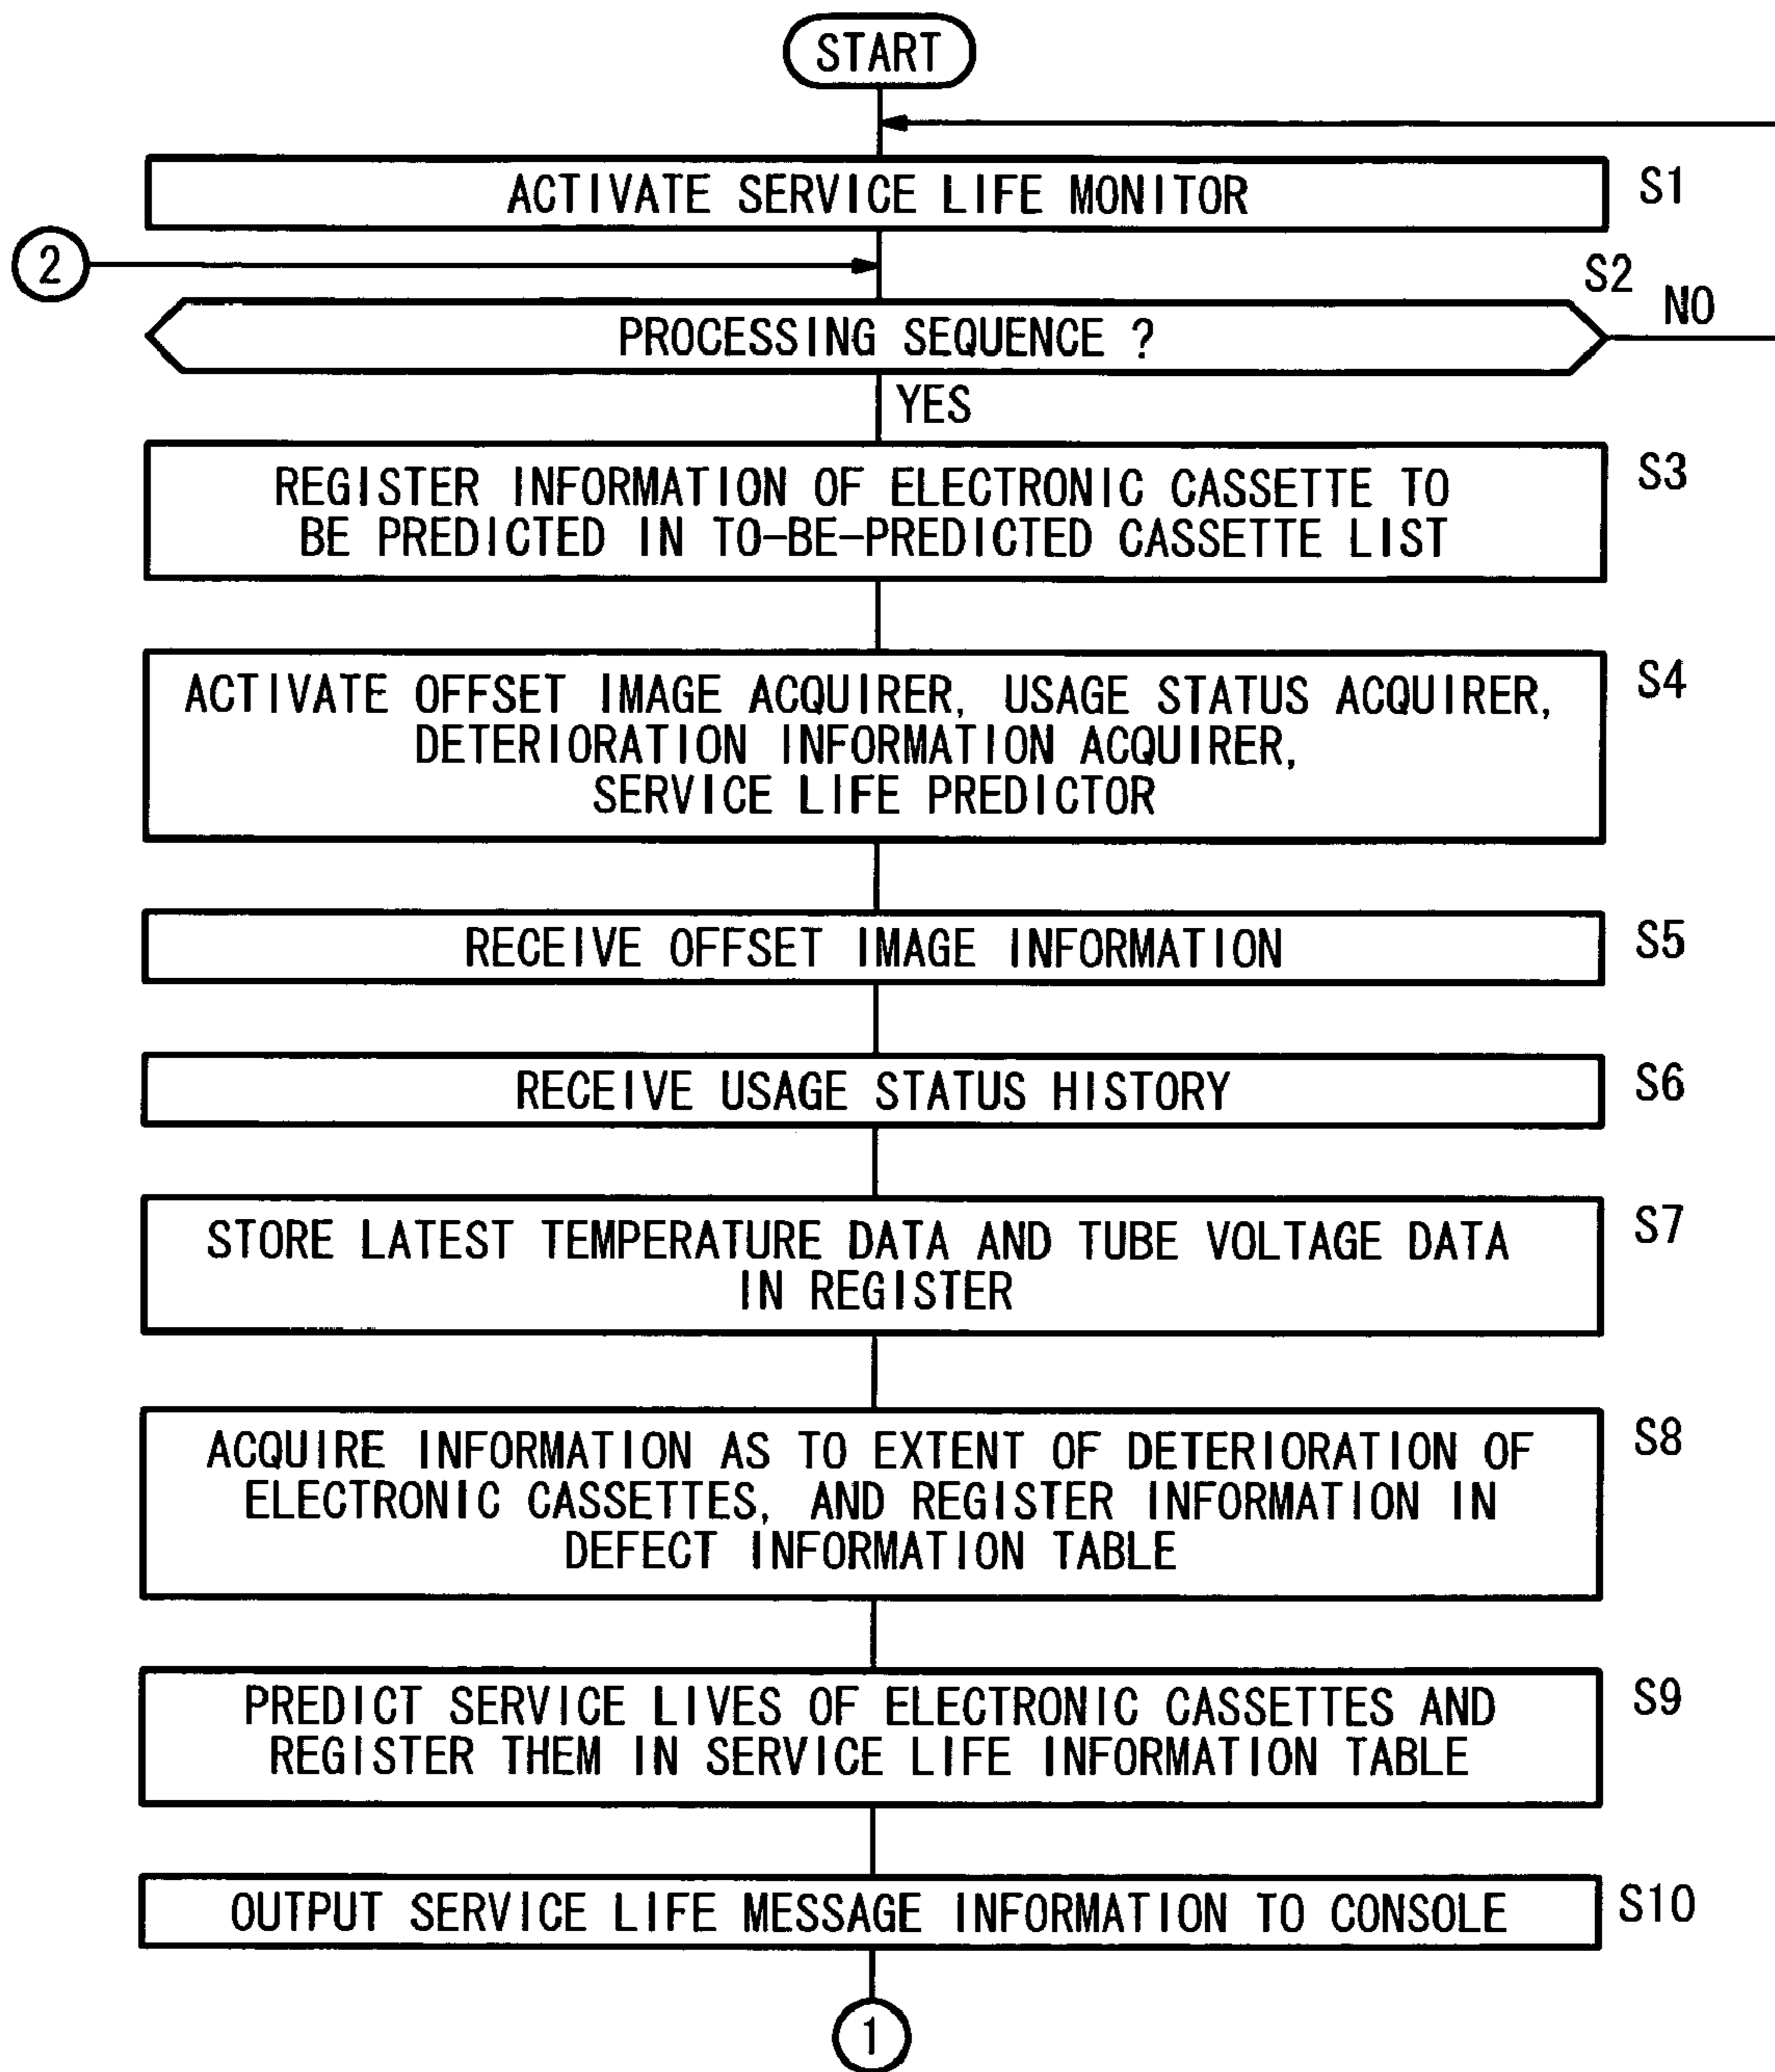 START
ACTIVATE SERVICE LIFE MONITOR
S1
2
S2
NO
PROCESSING SEQUENCE ?
YES
REGISTER INFORMATION OF ELECTRONIC CASSETTE TO
BE PREDICTED IN TO-BE-PREDICTED CASSETTE LIST
S3
ACTIVATE OFFSET IMAGE ACQUIRER, USAGE STATUS ACQUIRER,
DETERIORATION INFORMATION ACQUIRER,
SERVICE LIFE PREDICTOR
S4
RECEIVE OFFSET IMAGE INFORMATION
S5
RECEIVE USAGE STATUS HISTORY
S6
STORE LATEST TEMPERATURE DATA AND TUBE VOLTAGE DATA
IN REGISTER
S7
ACQUIRE INFORMATION AS TO EXTENT OF DETERIORATION OF
ELECTRONIC CASSETTES, AND REGISTER INFORMATION IN
DEFECT INFORMATION TABLE
S8
PREDICT SERVICE LIVES OF ELECTRONIC CASSETTES AND
REGISTER THEM IN SERVICE LIFE INFORMATION TABLE
S9
OUTPUT SERVICE LIFE MESSAGE INFORMATION TO CONSOLE
S10
1